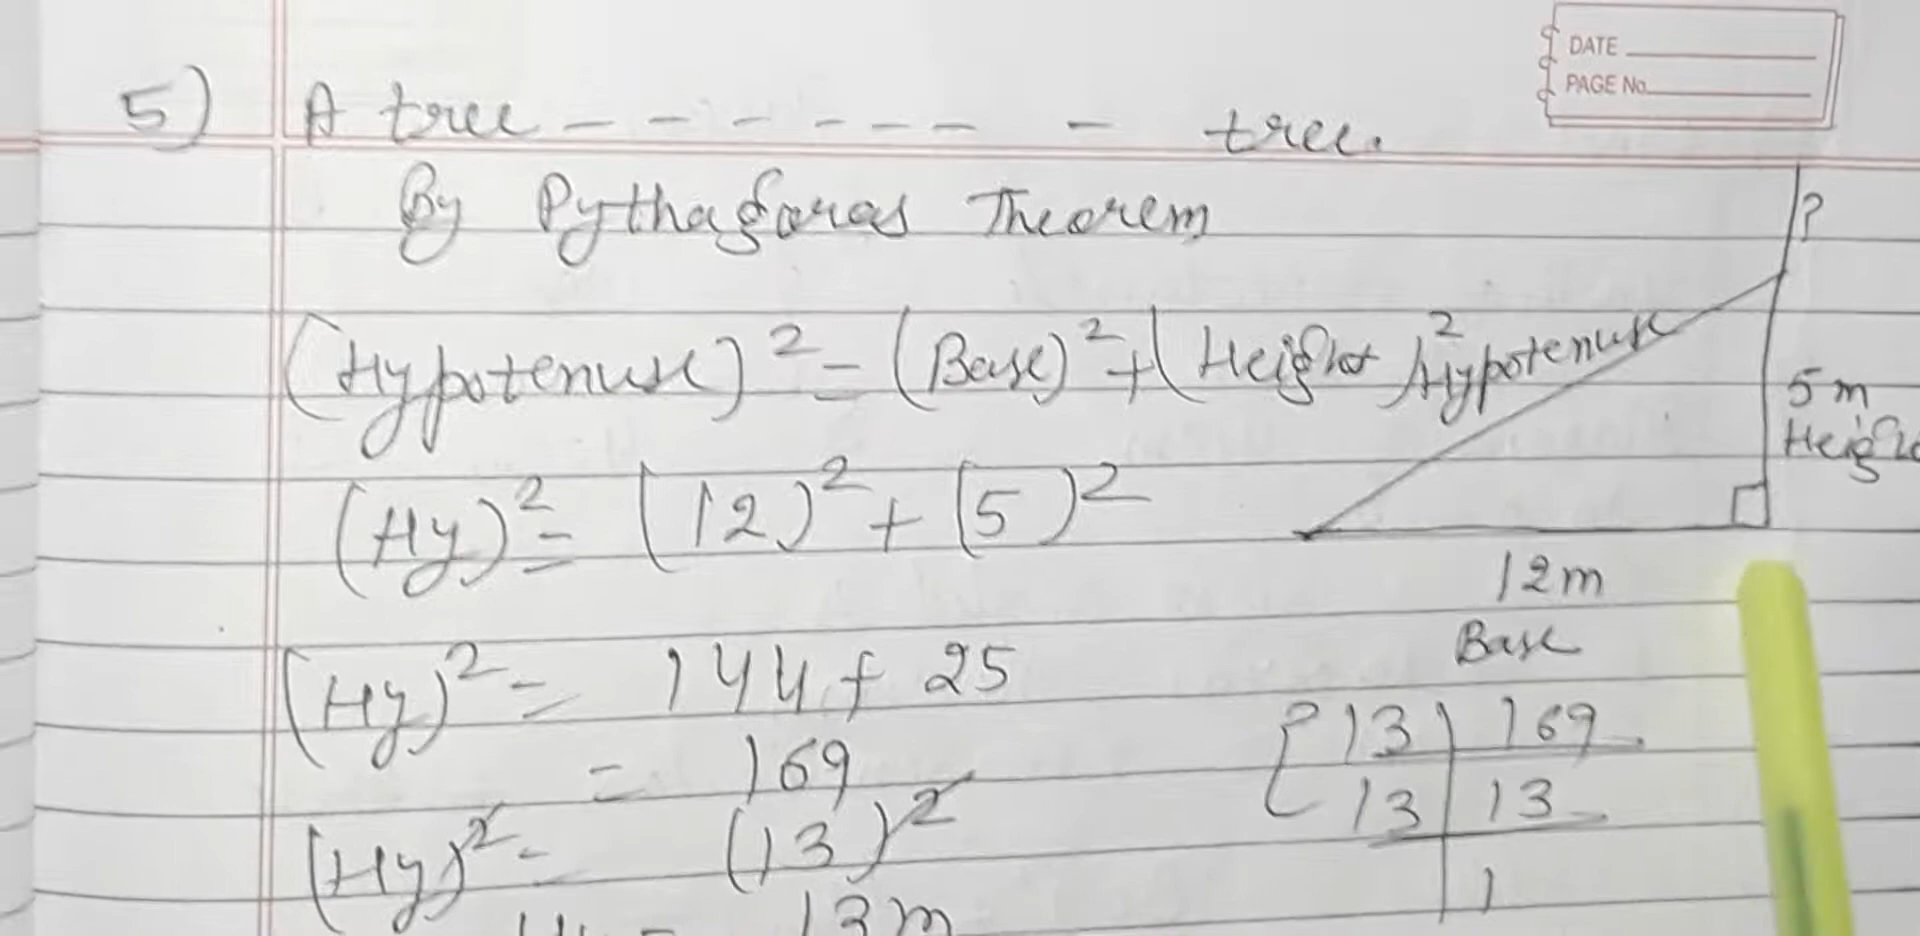 DATE
PAGE No.
5) A tree - - - - - - - - tree.
By Pythagoras Theorem
?
(Hypotenuse)² = (Base)² + (Height)²
Hypotenuse
5 m
(Hy)² = (12)² + (5)²
12m
Base
(Hy)² = 144 + 25
= 169
(Hy)² = (13)²
13 | 169
13 | 13
1
13m